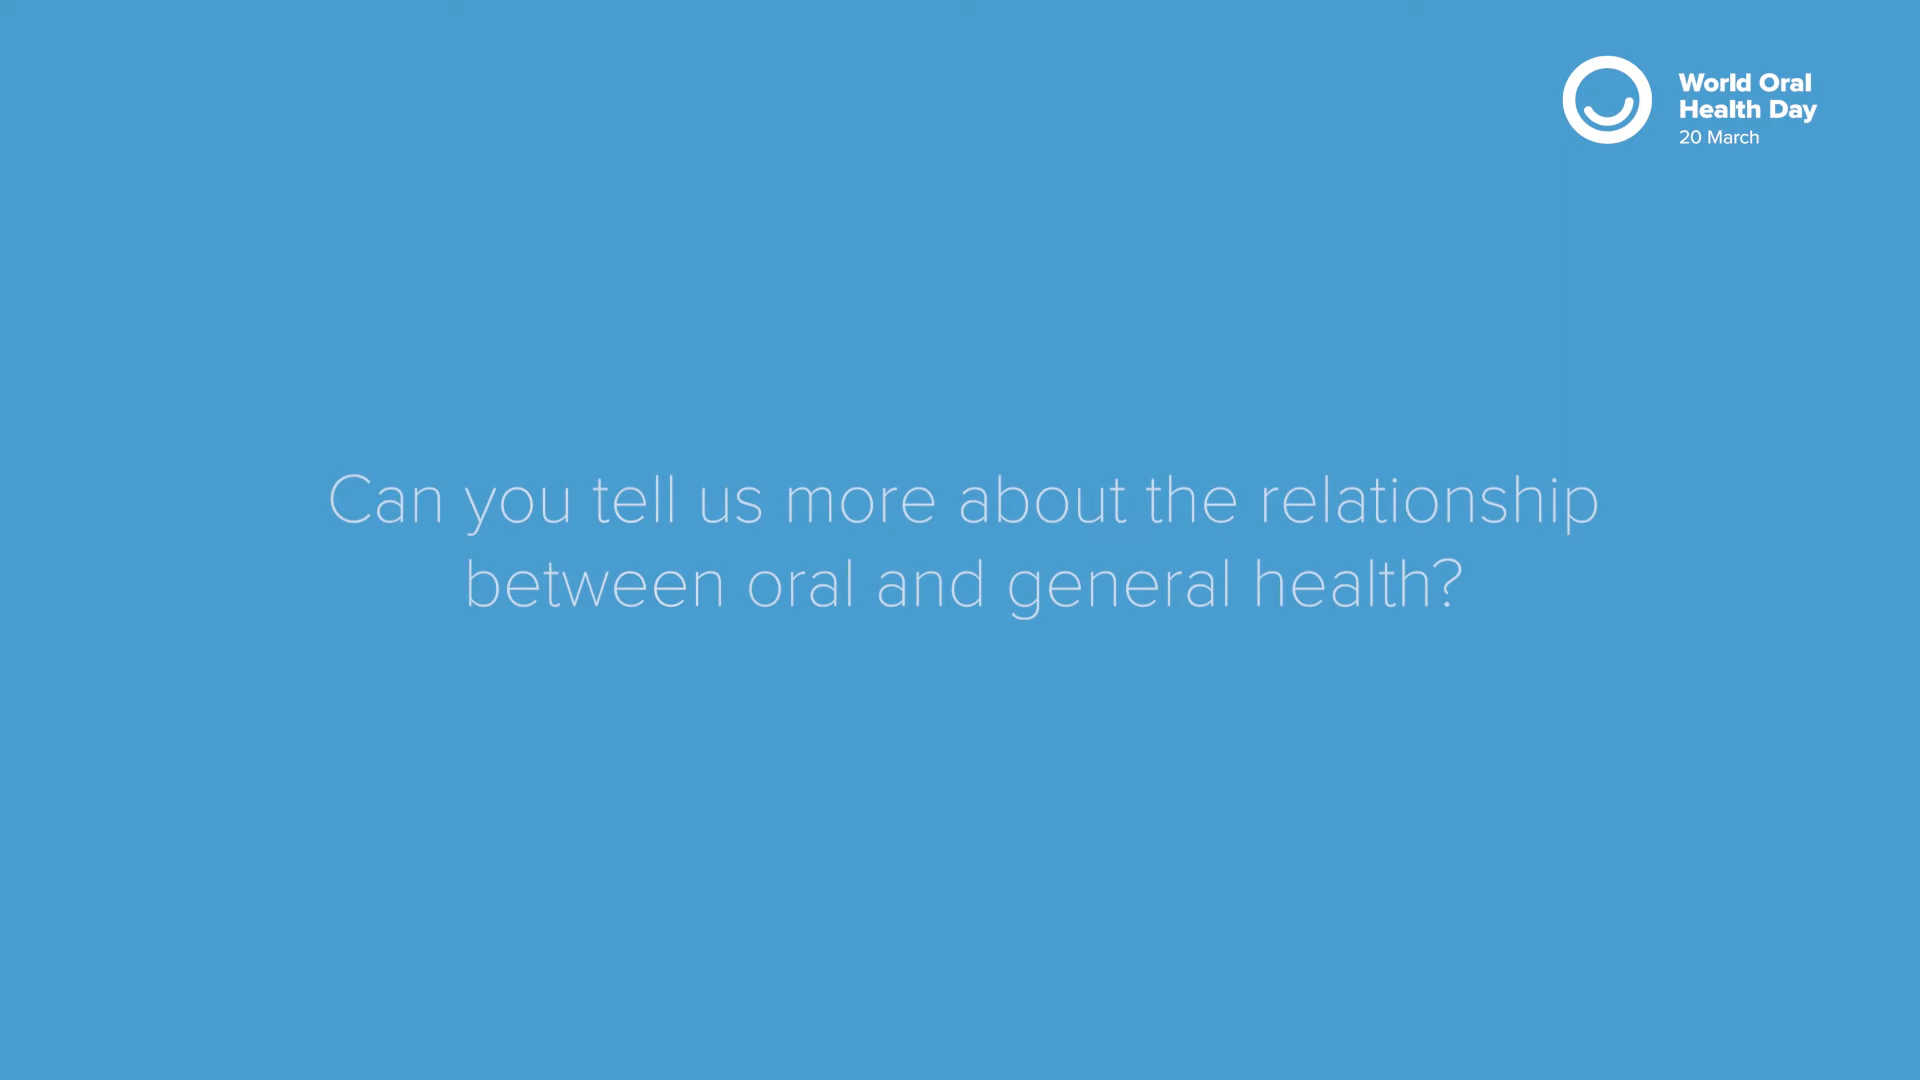 World Oral
Health Day
20 March
Can you tell us more about the relationship
between oral and general health?